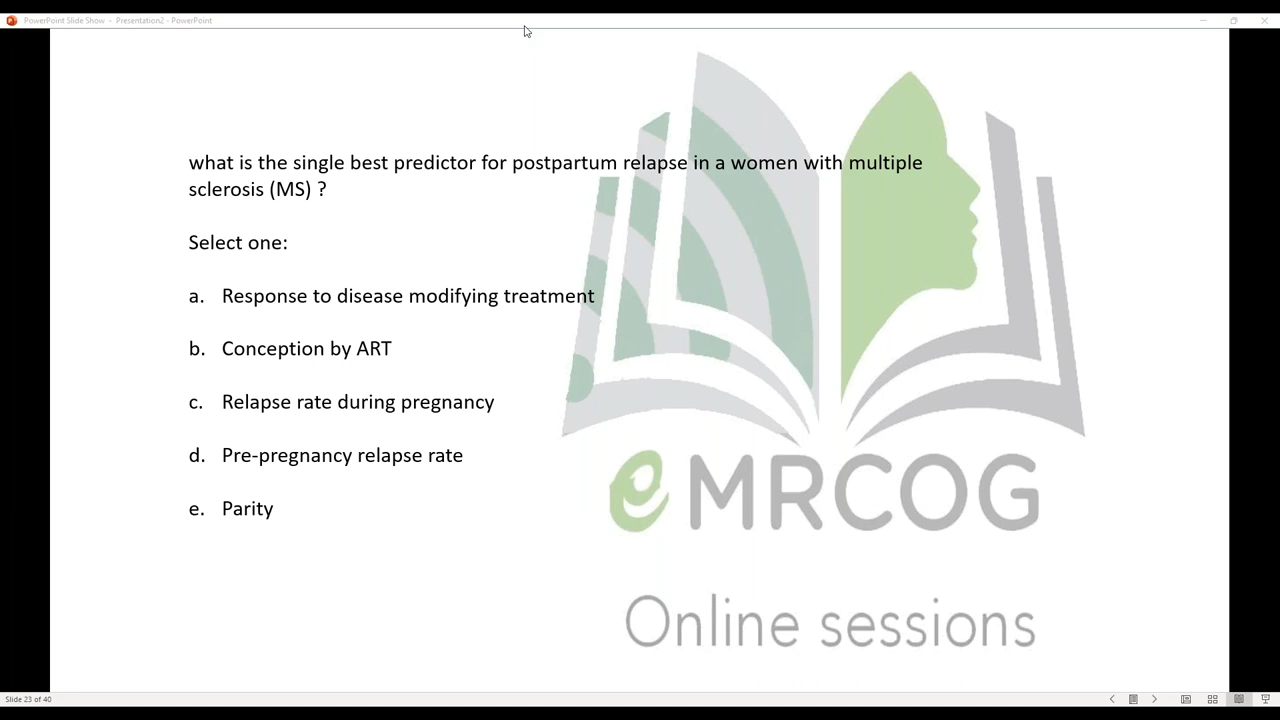 PowerPoint Slide Show - Presentation2 - PowerPoint
what is the single best predictor for postpartum relapse in a women with multiple
sclerosis (MS) ?
Select one:
a. Response to disease modifying treatment
b. Conception by ART
c. Relapse rate during pregnancy
d. Pre-pregnancy relapse rate
e. Parity
eMRCOG
Online sessions
Slide 23 of 40